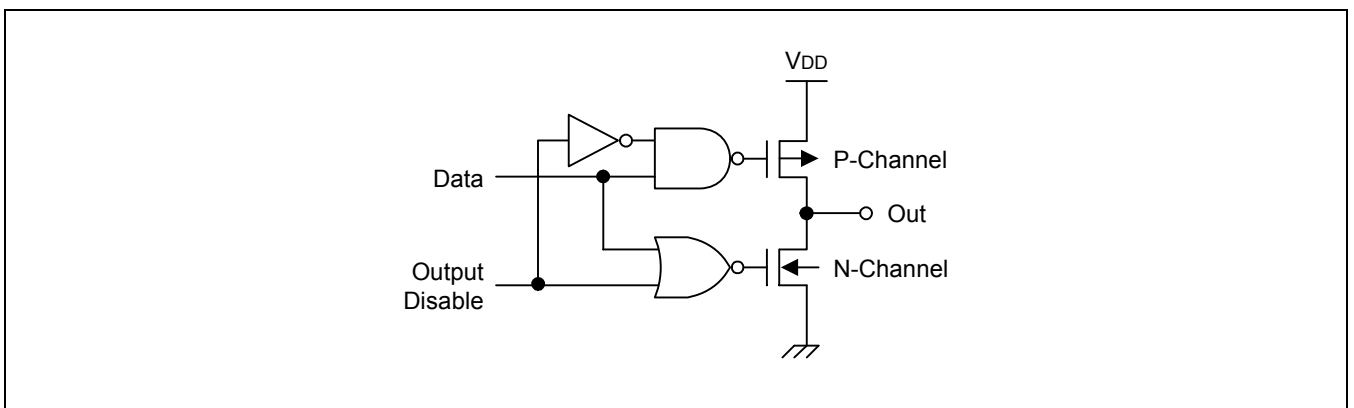 VDD
P-Channel
Data
Out
Output
Disable
N-Channel